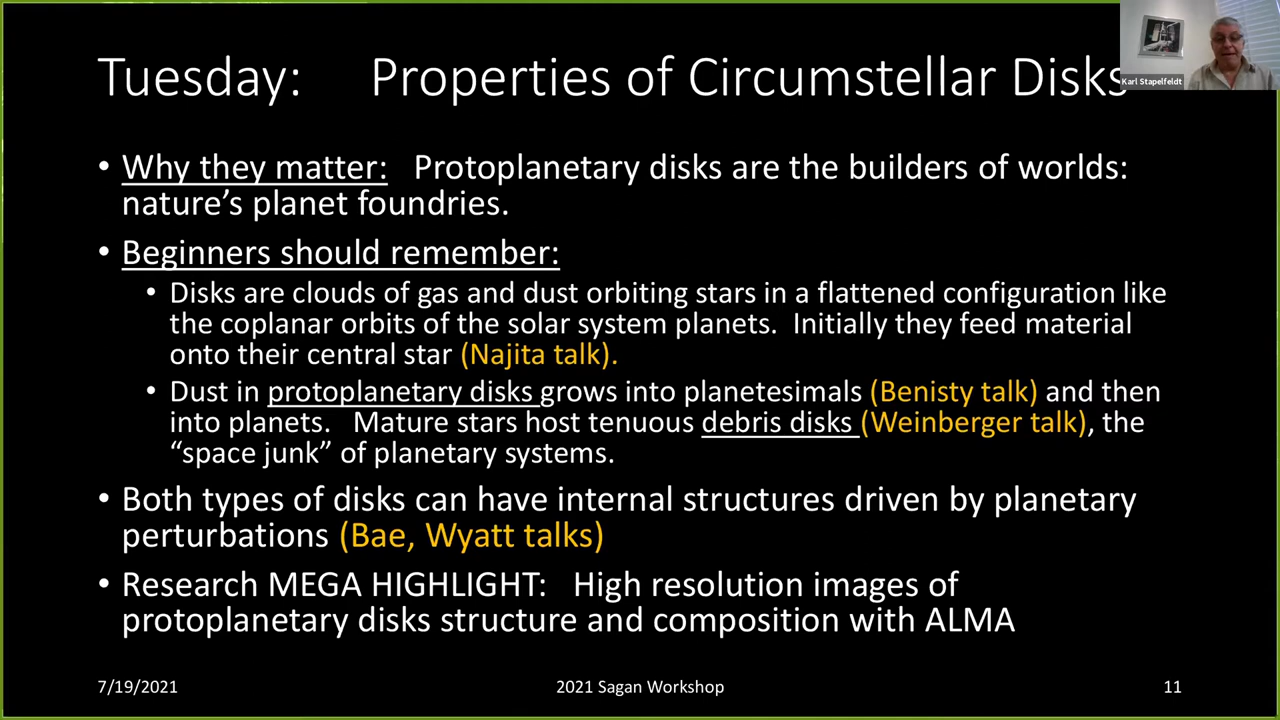 Tuesday: Properties of Circumstellar Disks
Karl Stapelfeldt
• Why they matter: Protoplanetary disks are the builders of worlds:
nature’s planet foundries.
• Beginners should remember:
• Disks are clouds of gas and dust orbiting stars in a flattened configuration like
the coplanar orbits of the solar system planets. Initially they feed material
onto their central star (Najita talk).
• Dust in protoplanetary disks grows into planetesimals (Benisty talk) and then
into planets. Mature stars host tenuous debris disks (Weinberger talk), the
“space junk” of planetary systems.
• Both types of disks can have internal structures driven by planetary
perturbations (Bae, Wyatt talks)
• Research MEGA HIGHLIGHT: High resolution images of
protoplanetary disks structure and composition with ALMA
7/19/2021 2021 Sagan Workshop 11